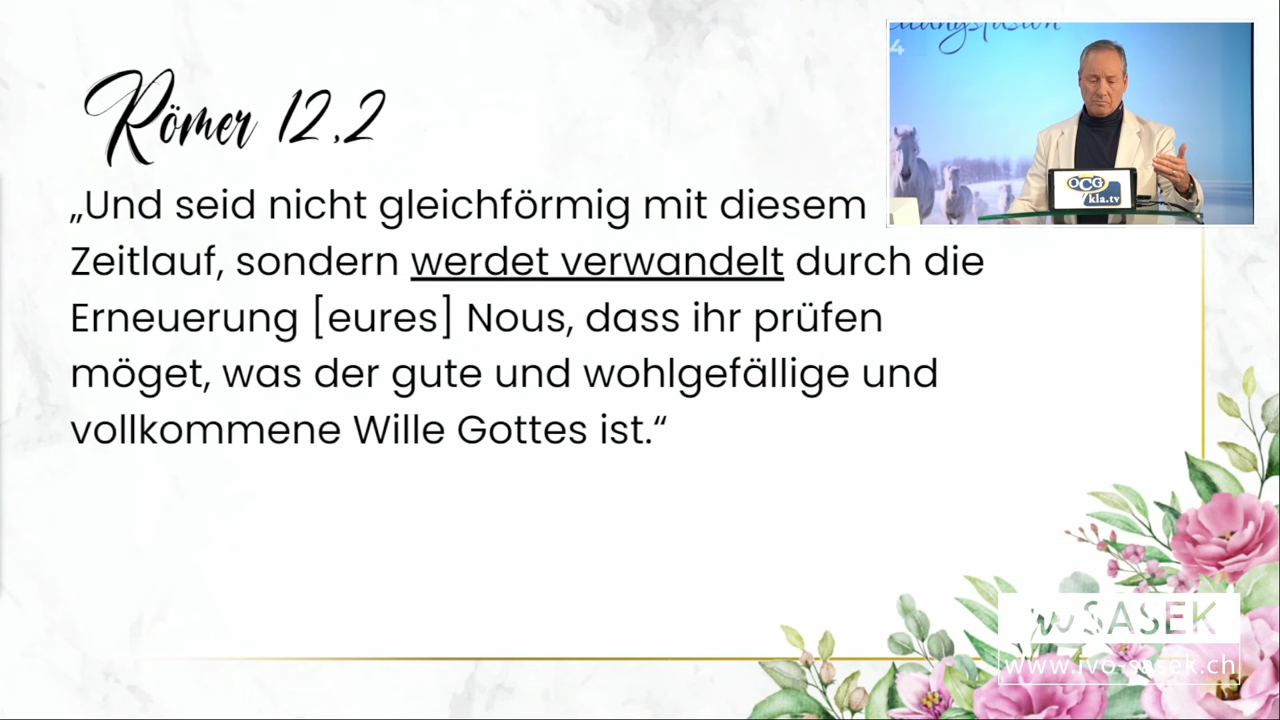 Römer 12,2
„Und seid nicht gleichförmig mit diesem
Zeitlauf, sondern werdet verwandelt durch die
Erneuerung [eures] Nous, dass ihr prüfen
möget, was der gute und wohlgefällige und
vollkommene Wille Gottes ist.“
4
OCG
kla.tv
ivo SASEK
www.ivo-sasek.ch